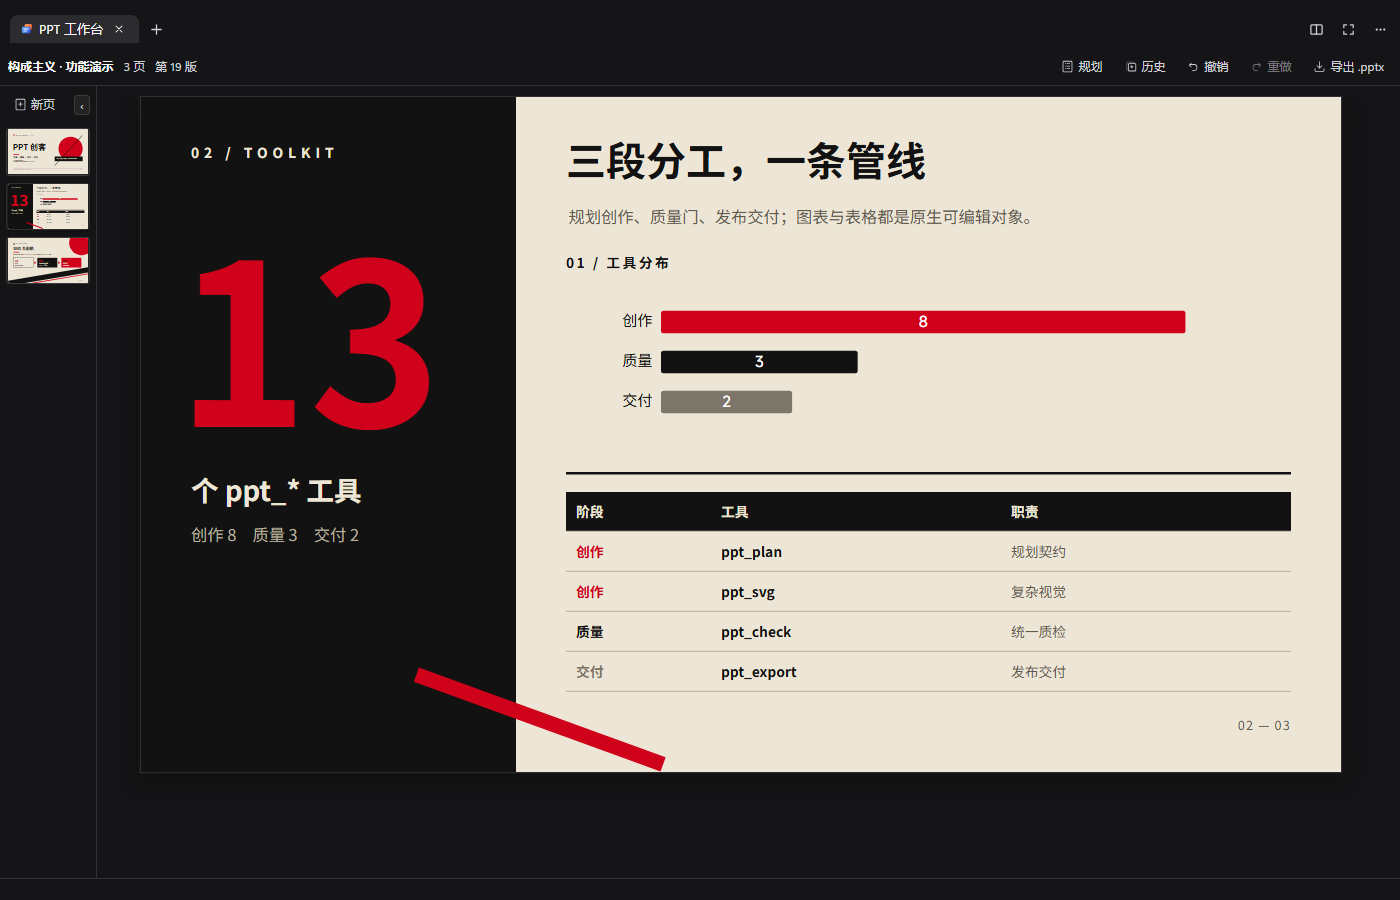 PPT 工作台
构成主义 · 功能演示 3 页 第 19 版
规划 历史 撤销 重做 导出 .pptx
新页
PPT 创客
13
02 / TOOLKIT
13
个 ppt_* 工具
创作 8 质量 3 交付 2
三段分工，一条管线
规划创作、质量门、发布交付；图表与表格都是原生可编辑对象。
01 / 工具分布
创作 8
质量 3
交付 2
阶段 工具 职责
创作 ppt_plan 规划契约
创作 ppt_svg 复杂视觉
质量 ppt_check 统一质检
交付 ppt_export 发布交付
02 — 03